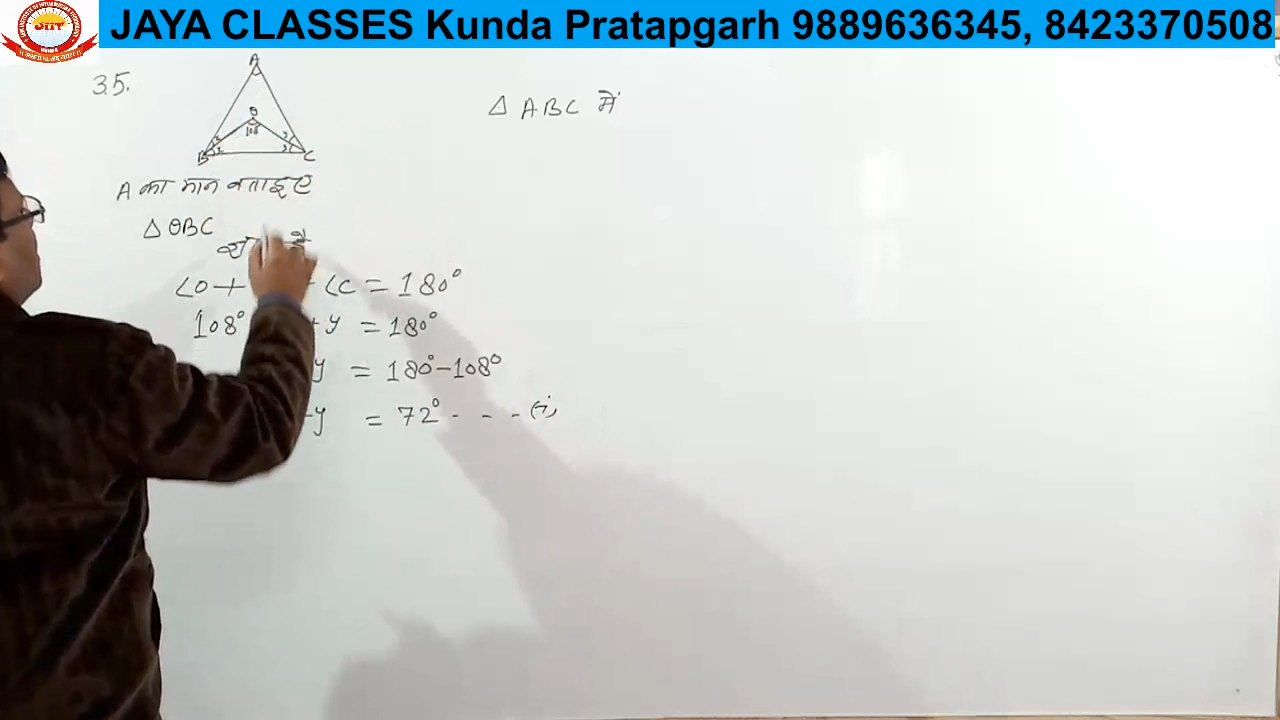 JAYA CLASSES Kunda Pratapgarh 9889636345, 8423370508
35.
A
O
108
B
C
A का मान बताइए
△ OBC
∠O +
∠C = 180°
108°
+ y = 180°
y = 180° - 108°
+ y = 72° - - - (i)
△ ABC में